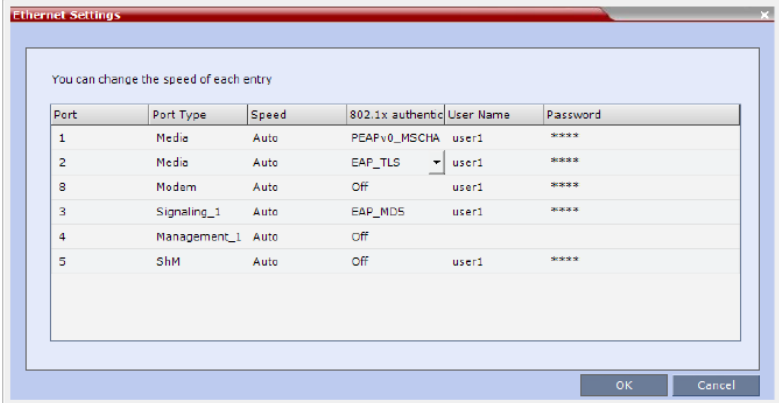 Ethernet Settings
You can change the speed of each entry
Port Port Type Speed 802.1x authentic User Name Password
1 Media Auto PEAPv0_MSCHA user1 ****
2 Media Auto EAP_TLS user1 ****
8 Modem Auto Off user1 ****
3 Signaling_1 Auto EAP_MD5 user1 ****
4 Management_1 Auto Off
5 ShM Auto Off user1 ****
OK Cancel